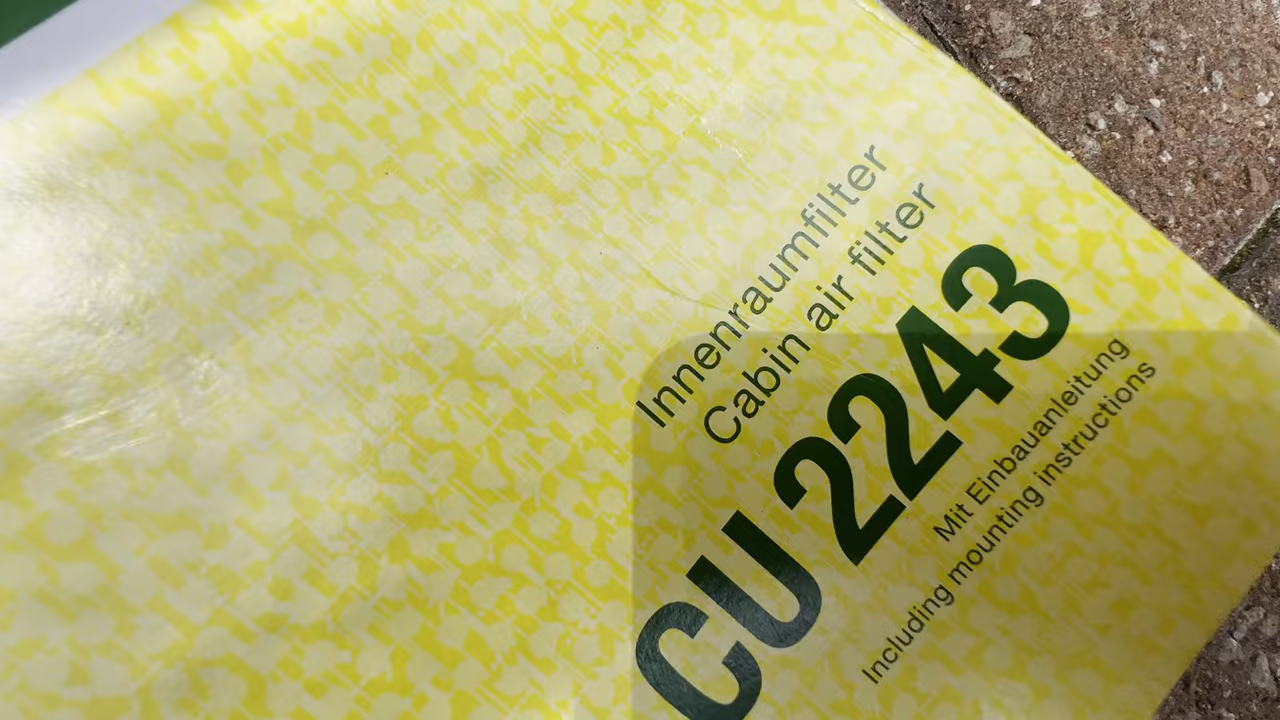 Innenraumfilter
Cabin air filter
CU 2243
Mit Einbauanleitung
Including mounting instructions